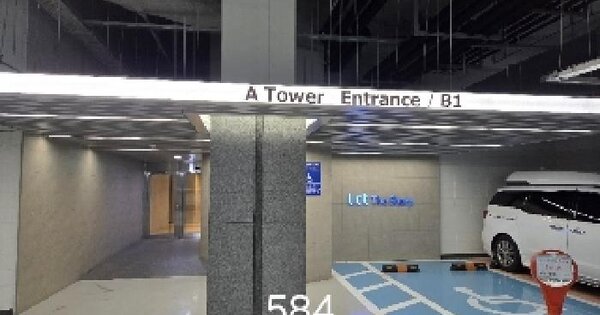 A Tower Entrance / B1
584